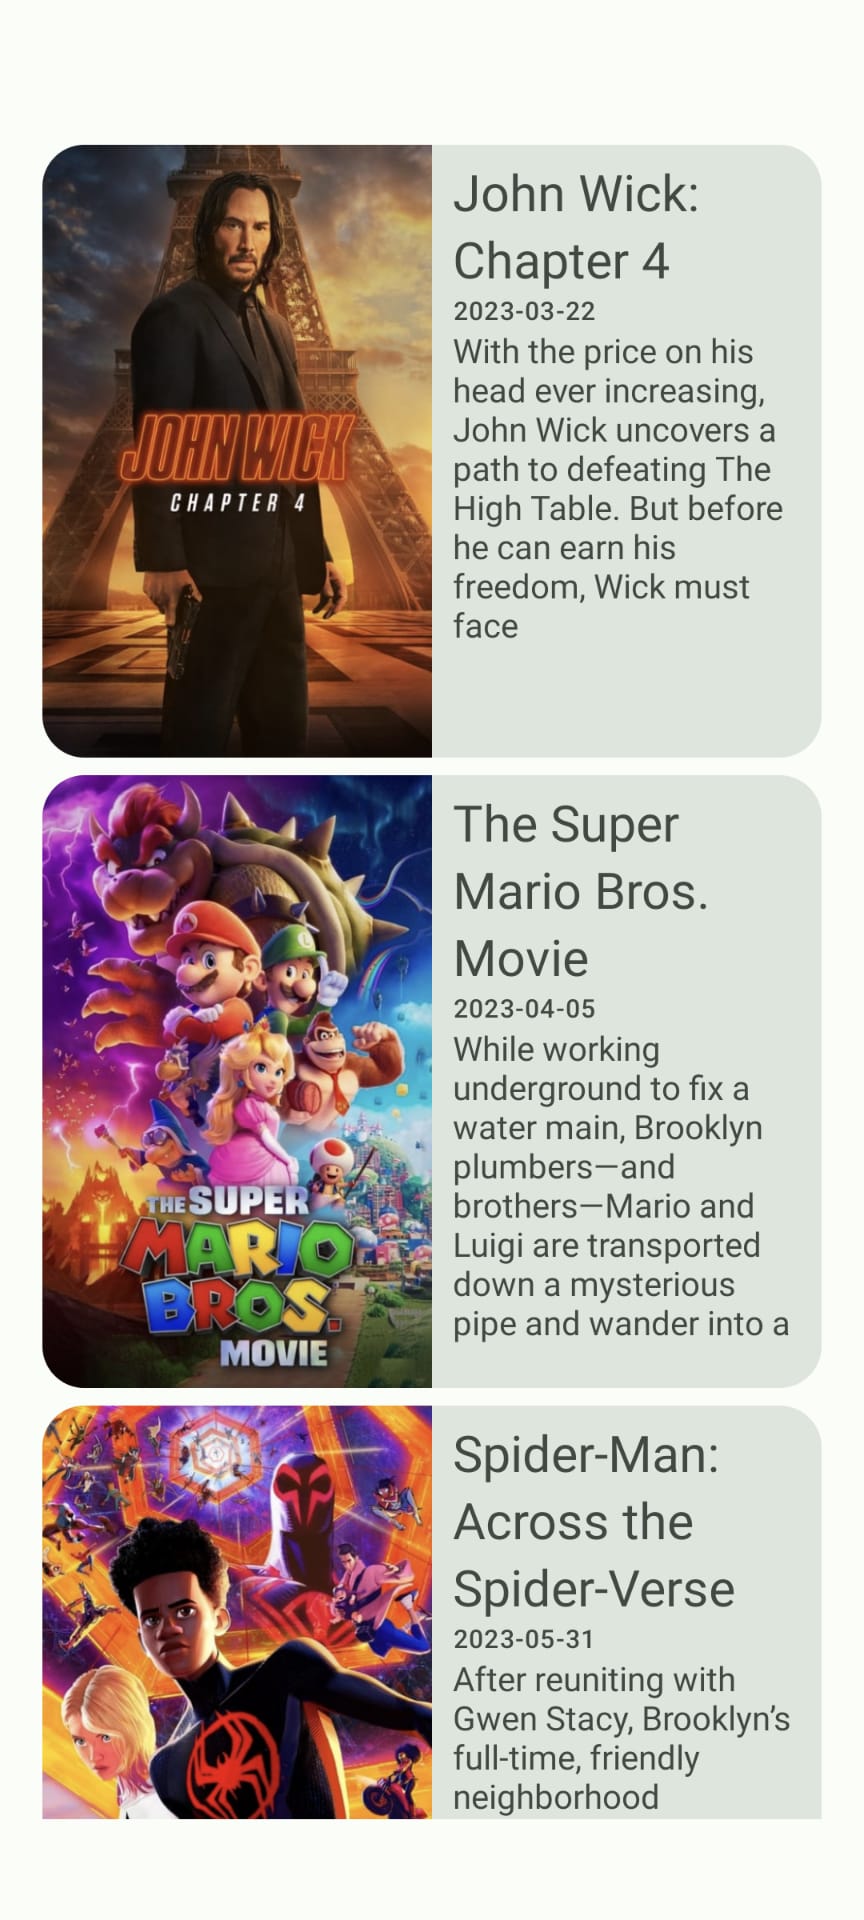 JOHN WICK
CHAPTER 4
John Wick:
Chapter 4
2023-03-22
With the price on his
head ever increasing,
John Wick uncovers a
path to defeating The
High Table. But before
he can earn his
freedom, Wick must
face
THE SUPER
MARIO
BROS.
MOVIE
The Super
Mario Bros.
Movie
2023-04-05
While working
underground to fix a
water main, Brooklyn
plumbers—and
brothers—Mario and
Luigi are transported
down a mysterious
pipe and wander into a
Spider-Man:
Across the
Spider-Verse
2023-05-31
After reuniting with
Gwen Stacy, Brooklyn’s
full-time, friendly
neighborhood